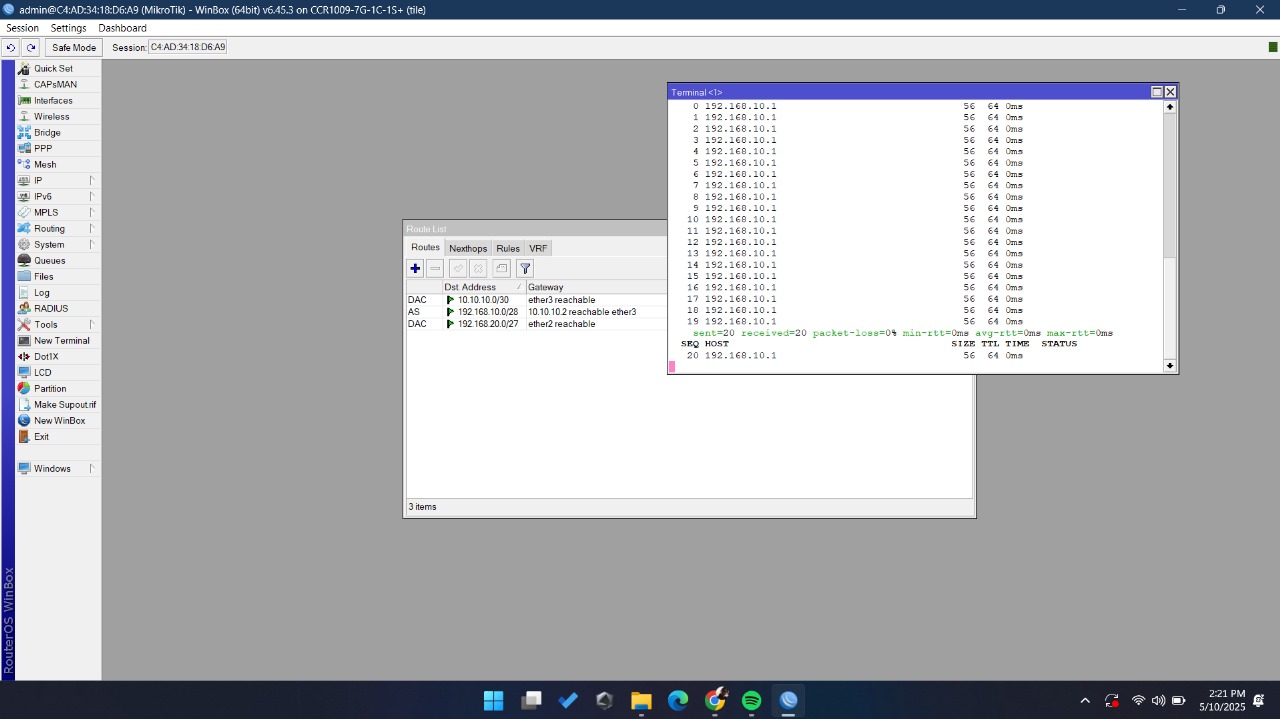 admin@C4:AD:34:18:D6:A9 (MikroTik) - WinBox (64bit) v6.45.3 on CCR1009-7G-1C-1S+ (tile)
Session Settings Dashboard
Safe Mode Session: C4:AD:34:18:D6:A9
Quick Set
CAPsMAN
Interfaces
Wireless
Bridge
PPP
Mesh
IP
IPv6
MPLS
Routing
System
Queues
Files
Log
RADIUS
Tools
New Terminal
Dot1X
LCD
Partition
Make Supout.rif
New WinBox
Exit
Windows
RouterOS WinBox
Route List
Routes Nexthops Rules VRF
Dst. Address Gateway
DAC 10.10.10.0/30 ether3 reachable
AS 192.168.10.0/28 10.10.10.2 reachable ether3
DAC 192.168.20.0/27 ether2 reachable
3 items
Terminal <1>
0 192.168.10.1 56 64 0ms
1 192.168.10.1 56 64 0ms
2 192.168.10.1 56 64 0ms
3 192.168.10.1 56 64 0ms
4 192.168.10.1 56 64 0ms
5 192.168.10.1 56 64 0ms
6 192.168.10.1 56 64 0ms
7 192.168.10.1 56 64 0ms
8 192.168.10.1 56 64 0ms
9 192.168.10.1 56 64 0ms
10 192.168.10.1 56 64 0ms
11 192.168.10.1 56 64 0ms
12 192.168.10.1 56 64 0ms
13 192.168.10.1 56 64 0ms
14 192.168.10.1 56 64 0ms
15 192.168.10.1 56 64 0ms
16 192.168.10.1 56 64 0ms
17 192.168.10.1 56 64 0ms
18 192.168.10.1 56 64 0ms
19 192.168.10.1 56 64 0ms
sent=20 received=20 packet-loss=0% min-rtt=0ms avg-rtt=0ms max-rtt=0ms
SEQ HOST SIZE TTL TIME STATUS
20 192.168.10.1 56 64 0ms
2:21 PM
5/10/2025